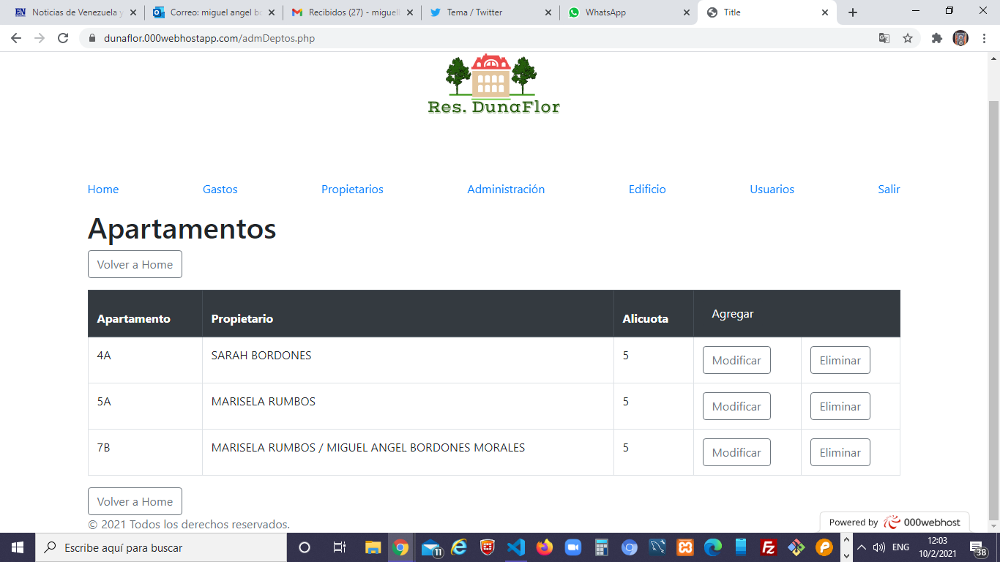 Noticias de Venezuela y
Correo: miguel angel bo
Recibidos (27) - miguell
Tema / Twitter
WhatsApp
Title
dunaflor.000webhostapp.com/admDeptos.php
Res. DunaFlor
Home
Gastos
Propietarios
Administración
Edificio
Usuarios
Salir
Apartamentos
Volver a Home
Apartamento
Propietario
Alicuota
Agregar
4A
SARAH BORDONES
5
Modificar
Eliminar
5A
MARISELA RUMBOS
5
Modificar
Eliminar
7B
MARISELA RUMBOS / MIGUEL ANGEL BORDONES MORALES
5
Modificar
Eliminar
Volver a Home
© 2021 Todos los derechos reservados.
Powered by 000webhost
Escribe aquí para buscar
11
ENG
12:03
10/2/2021
38